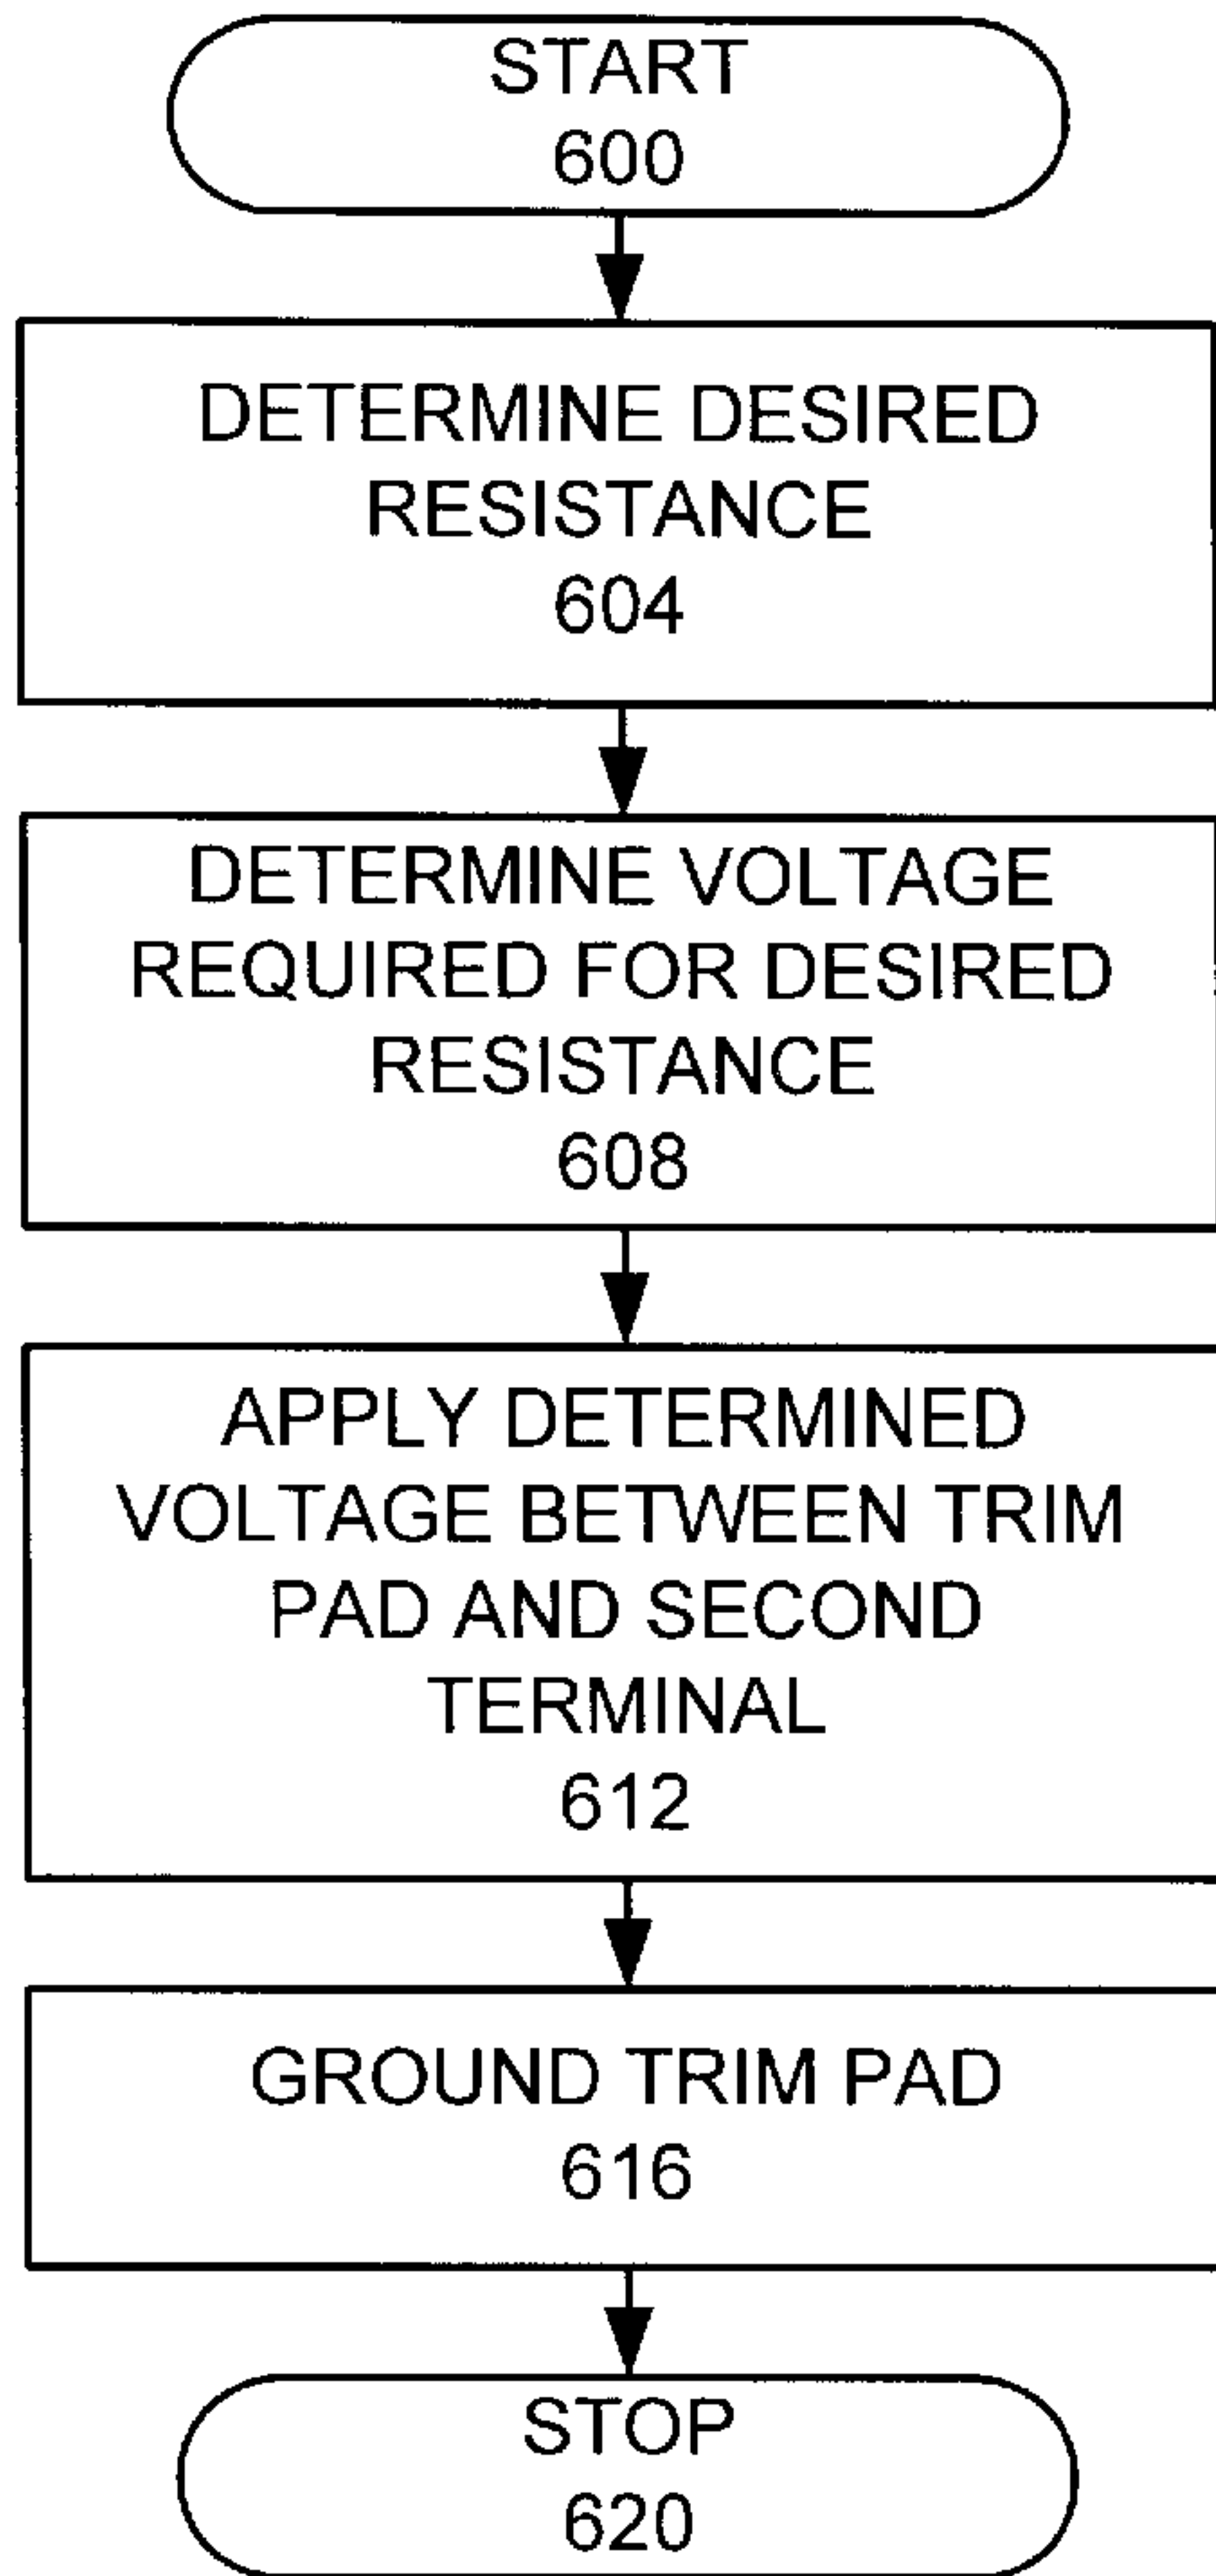 START
600
DETERMINE DESIRED
RESISTANCE
604
DETERMINE VOLTAGE
REQUIRED FOR DESIRED
RESISTANCE
608
APPLY DETERMINED
VOLTAGE BETWEEN TRIM
PAD AND SECOND
TERMINAL
612
GROUND TRIM PAD
616
STOP
620